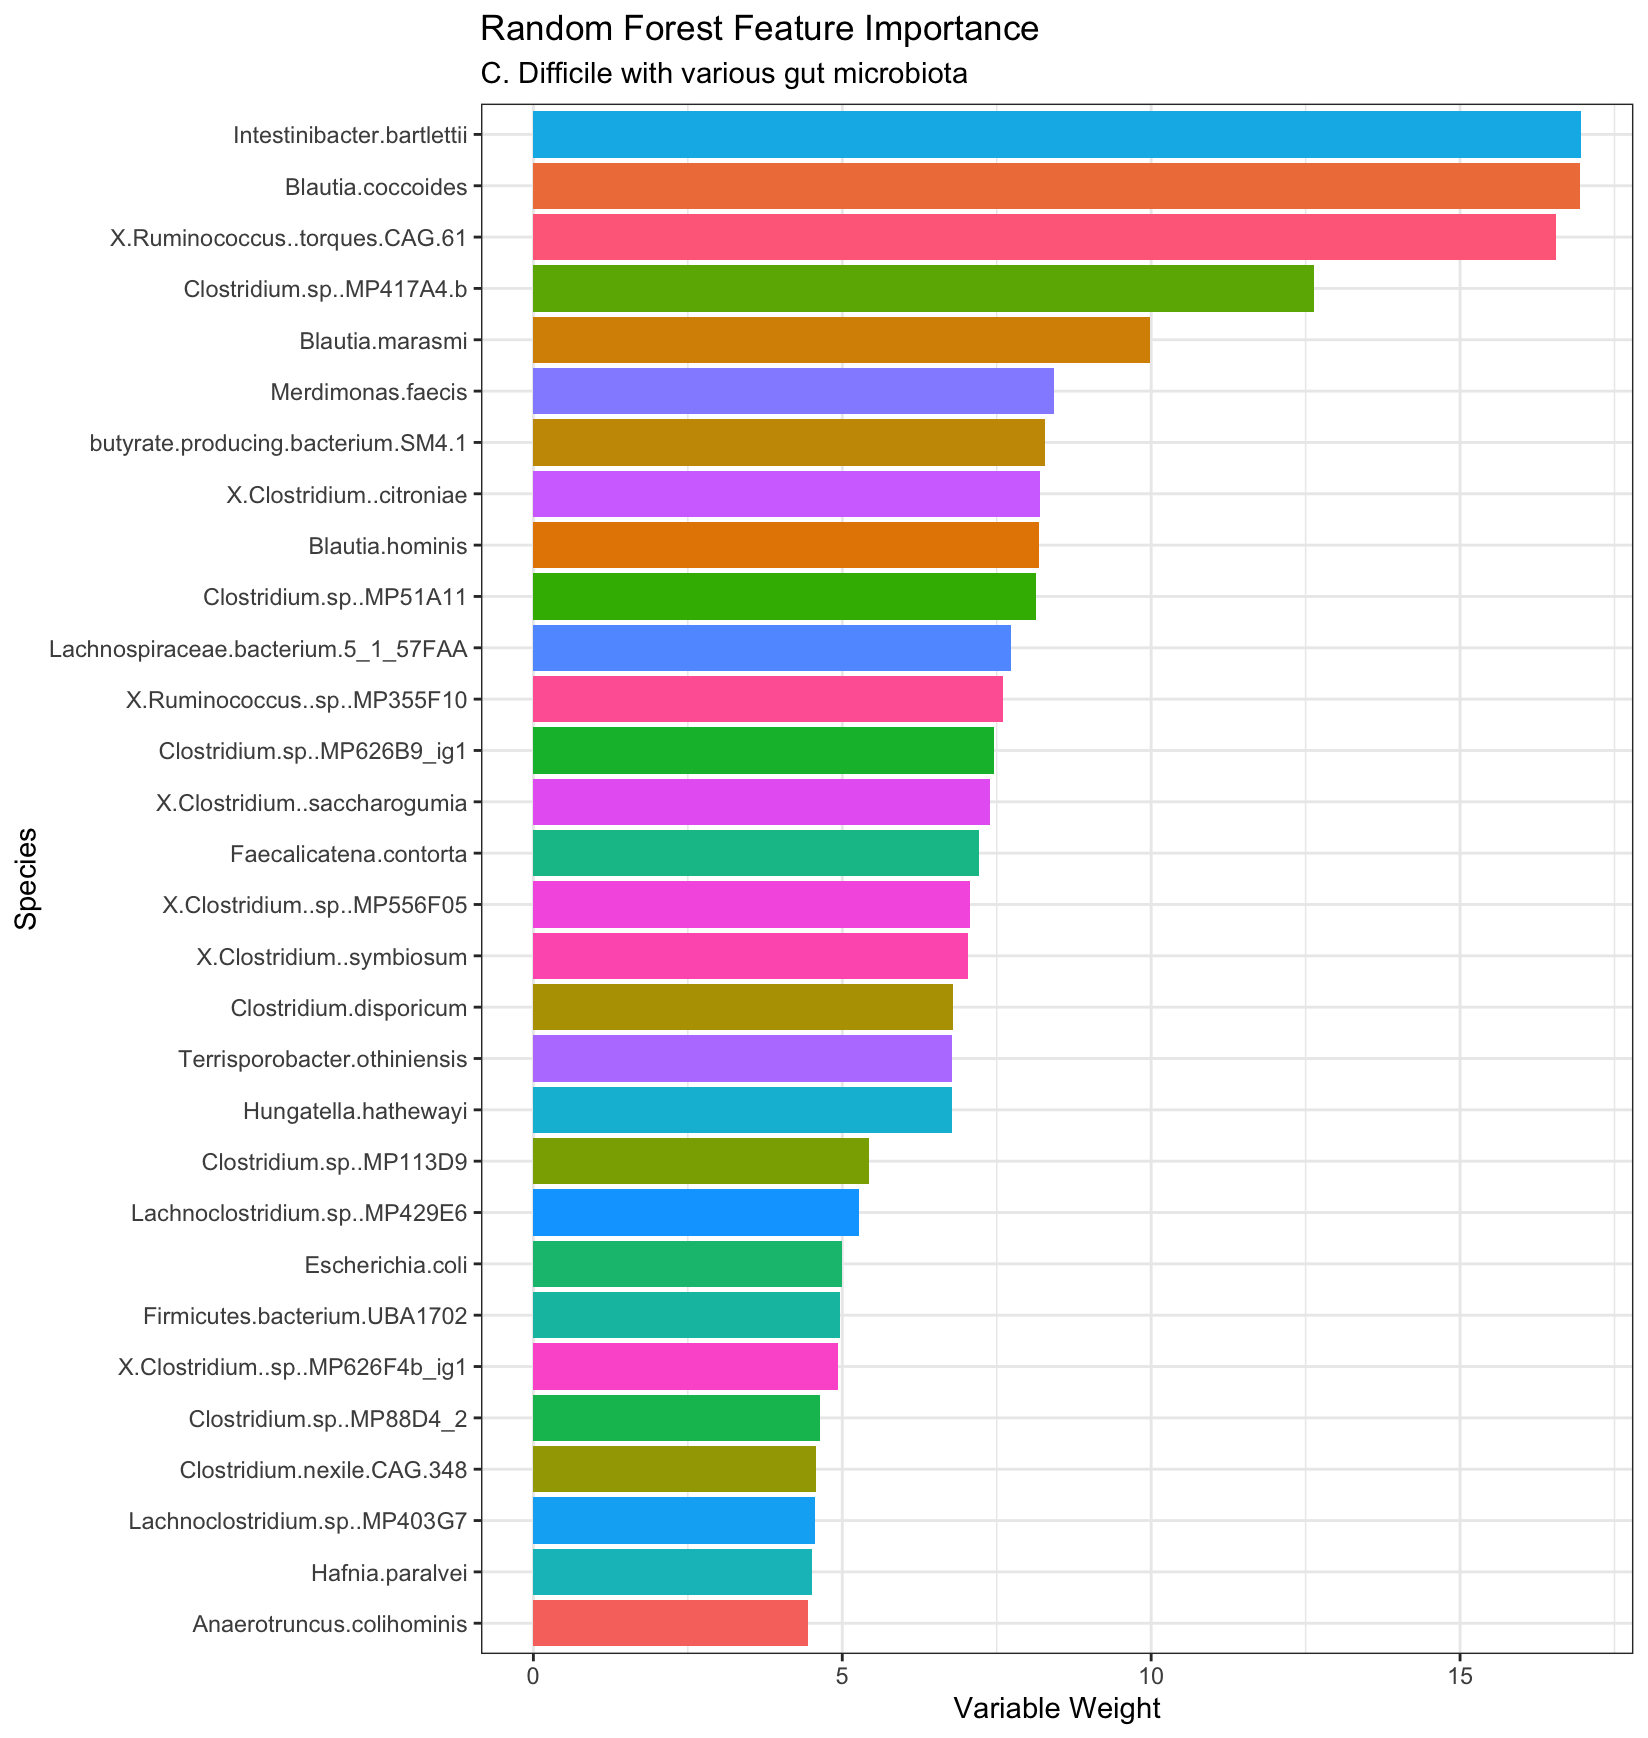 Random Forest Feature Importance
C. Difficile with various gut microbiota
Intestinibacter.bartlettii
Blautia.coccoides
X.Ruminococcus..torques.CAG.61
Clostridium.sp..MP417A4.b
Blautia.marasmi
Merdimonas.faecis
butyrate.producing.bacterium.SM4.1
X.Clostridium..citroniae
Blautia.hominis
Clostridium.sp..MP51A11
Lachnospiraceae.bacterium.5_1_57FAA
X.Ruminococcus..sp..MP355F10
Clostridium.sp..MP626B9_ig1
X.Clostridium..saccharogumia
Faecalicatena.contorta
X.Clostridium..sp..MP556F05
X.Clostridium..symbiosum
Clostridium.disporicum
Terrisporobacter.othiniensis
Hungatella.hathewayi
Clostridium.sp..MP113D9
Lachnoclostridium.sp..MP429E6
Escherichia.coli
Firmicutes.bacterium.UBA1702
X.Clostridium..sp..MP626F4b_ig1
Clostridium.sp..MP88D4_2
Clostridium.nexile.CAG.348
Lachnoclostridium.sp..MP403G7
Hafnia.paralvei
Anaerotruncus.colihominis
Species
0 5 10 15
Variable Weight